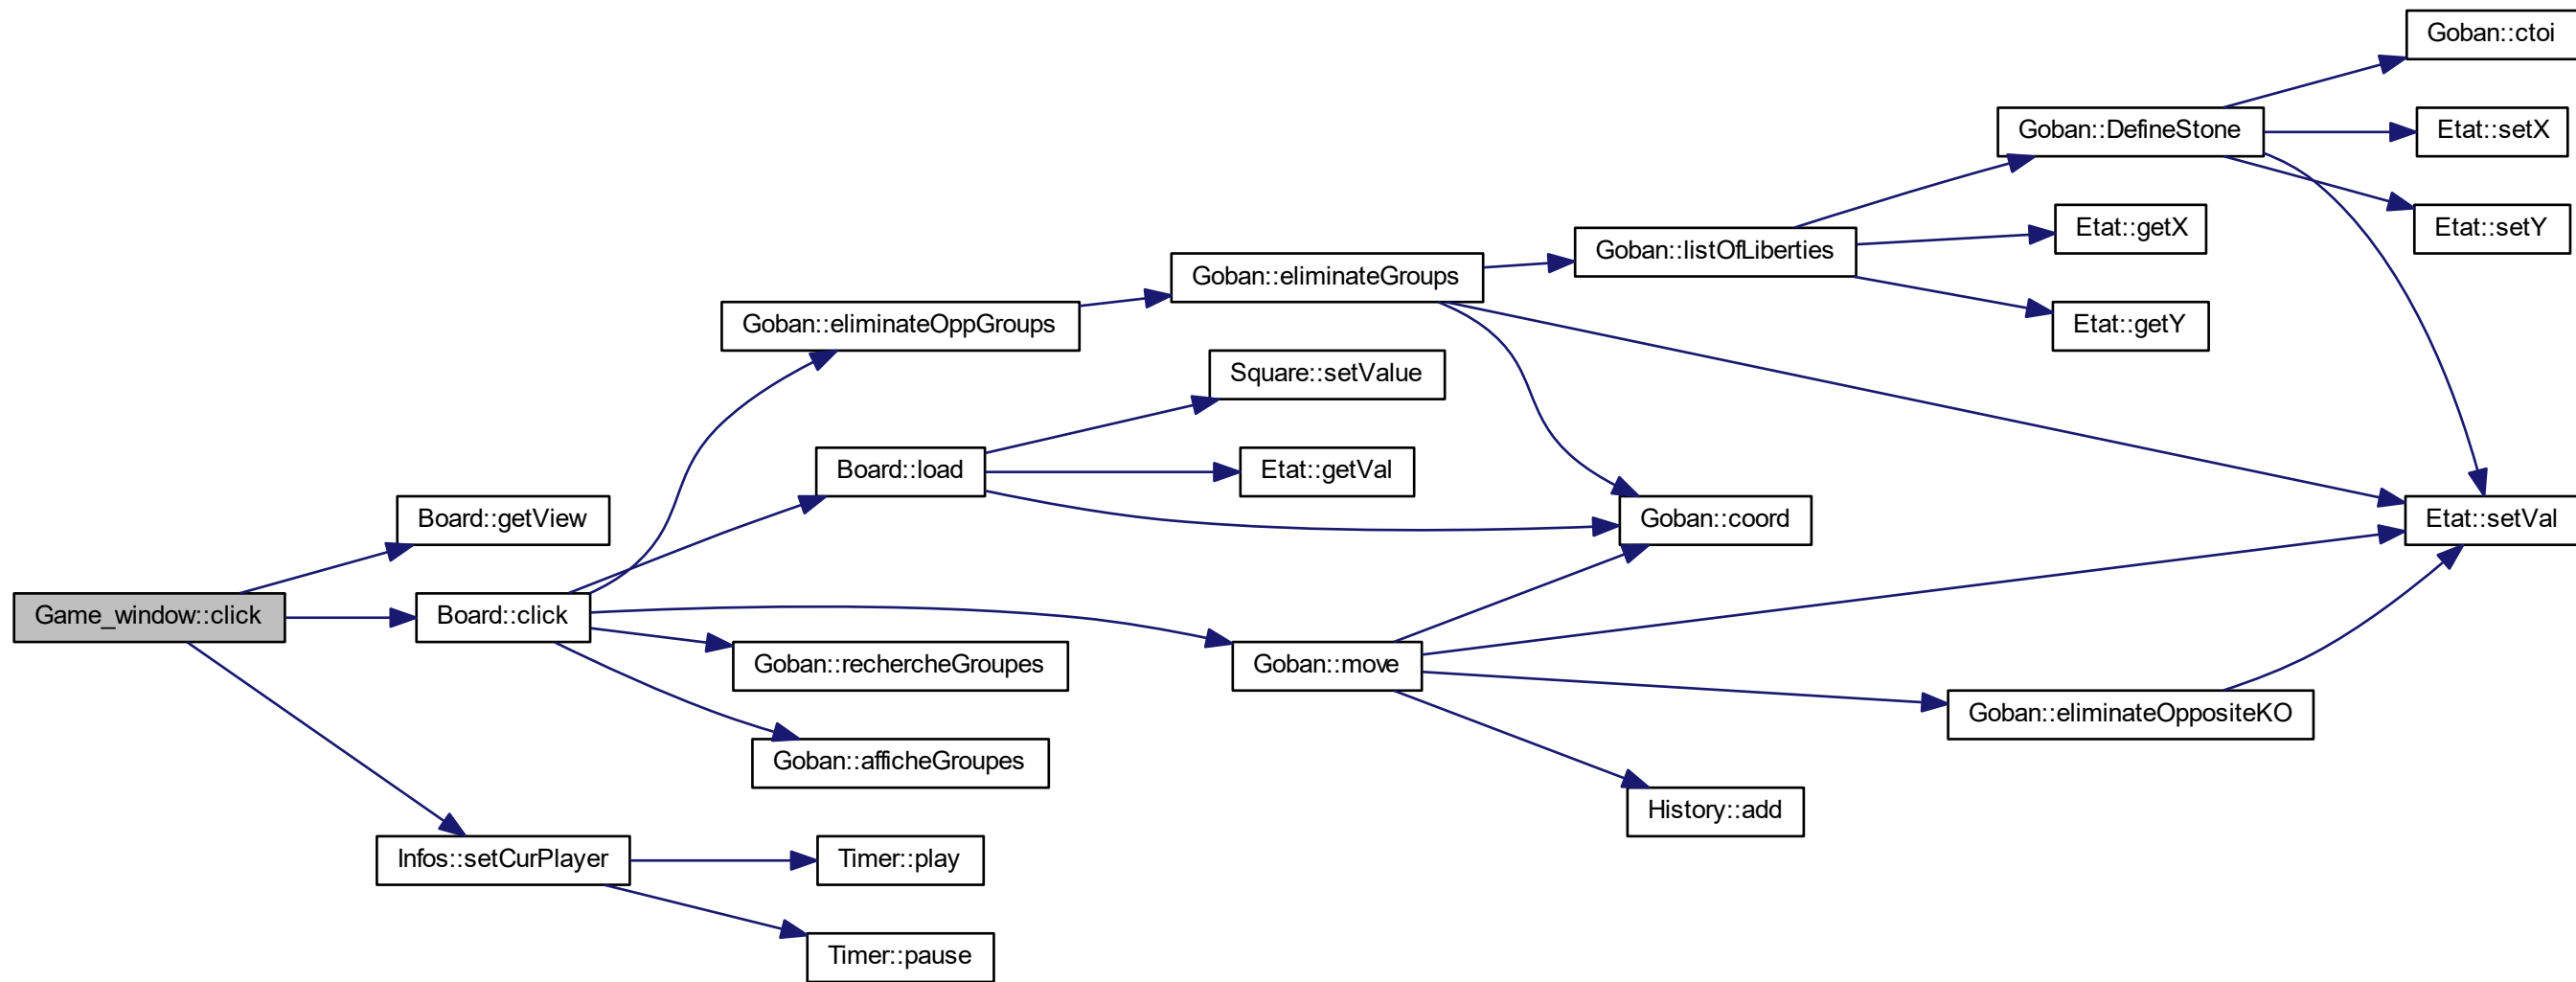 Game_window::click
Board::getView
Board::click
Infos::setCurPlayer
Goban::eliminateOppGroups
Board::load
Goban::rechercheGroupes
Goban::afficheGroupes
Timer::play
Timer::pause
Goban::eliminateGroups
Square::setValue
Etat::getVal
Goban::move
Goban::listOfLiberties
Goban::coord
History::add
Goban::DefineStone
Etat::getX
Etat::getY
Goban::eliminateOppositeKO
Goban::ctoi
Etat::setX
Etat::setY
Etat::setVal